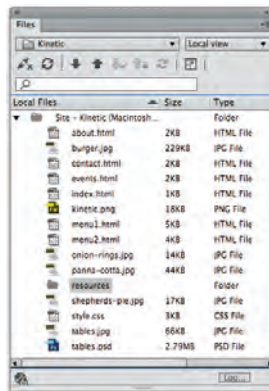 Files
Kinetic Local view
Local Files Size Type
Site - Kinetic (Macintosh... Folder
about.html 2KB HTML File
burger.jpg 229KB JPG File
contact.html 2KB HTML File
events.html 2KB HTML File
index.html 1KB HTML File
kinetic.png 18KB PNG File
menu1.html 5KB HTML File
menu2.html 4KB HTML File
onion-rings.jpg 14KB JPG File
panna-cotta.jpg 44KB JPG File
resources Folder
shepherds-pie.jpg 17KB JPG File
style.css 3KB CSS File
tables.jpg 66KB JPG File
tables.psd 2.79MB PSD File
Log...